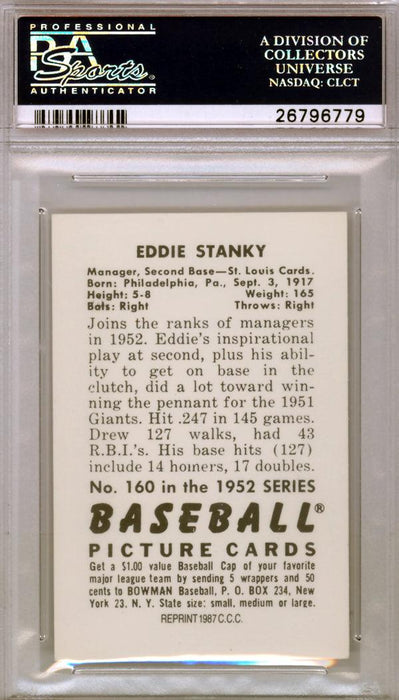 PROFESSIONAL
PSA
Sports®
AUTHENTICATOR
A DIVISION OF
COLLECTORS
UNIVERSE
NASDAQ: CLCT
26796779
EDDIE STANKY
Manager, Second Base—St. Louis Cards.
Born: Philadelphia, Pa., Sept. 3, 1917
Height: 5-8 Weight: 165
Bats: Right Throws: Right
Joins the ranks of managers
in 1952. Eddie's inspirational
play at second, plus his abil-
ity to get on base in the
clutch, did a lot toward win-
ning the pennant for the 1951
Giants. Hit .247 in 145 games.
Drew 127 walks, had 43
R.B.I.'s. His base hits (127)
include 14 homers, 17 doubles.
No. 160 in the 1952 SERIES
BASEBALL®
PICTURE CARDS
Get a $1.00 value Baseball Cap of your favorite
major league team by sending 5 wrappers and 50
cents to BOWMAN Baseball, P. O. BOX 234, New
York 23, N. Y. State size: small, medium or large.
REPRINT 1987 C.C.C.